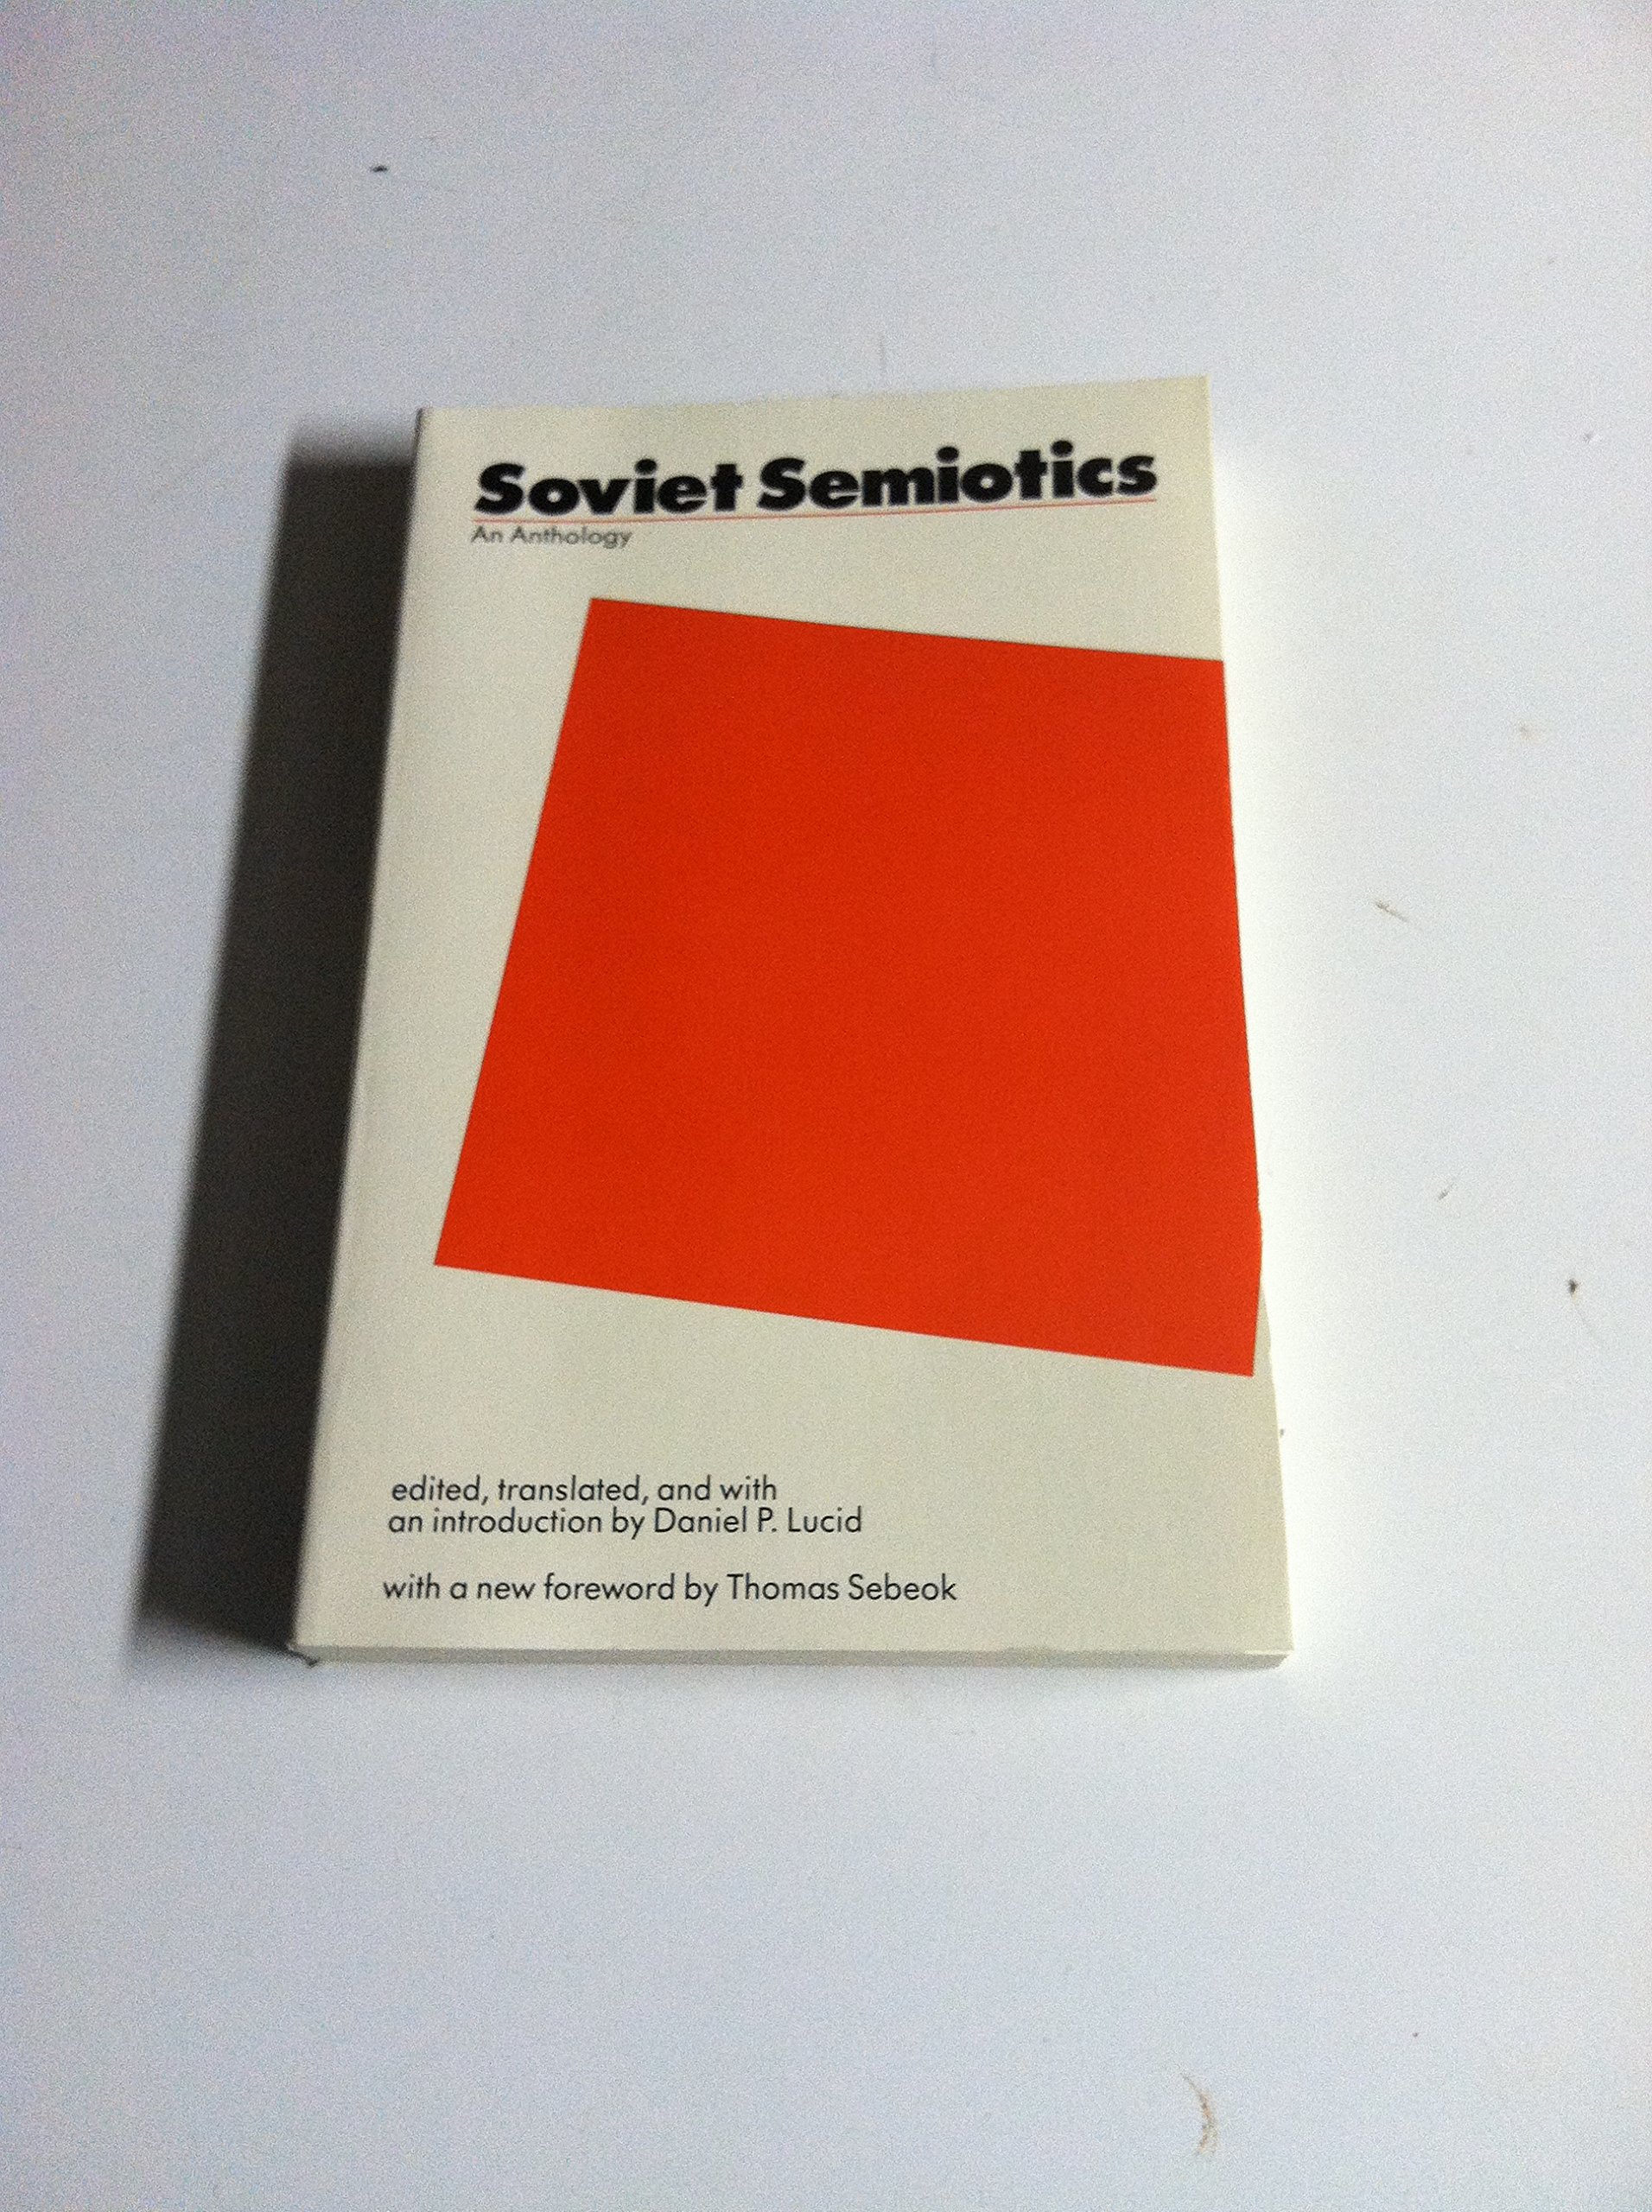 Soviet Semiotics
An Anthology
edited, translated, and with
an introduction by Daniel P. Lucid
with a new foreword by Thomas Sebeok